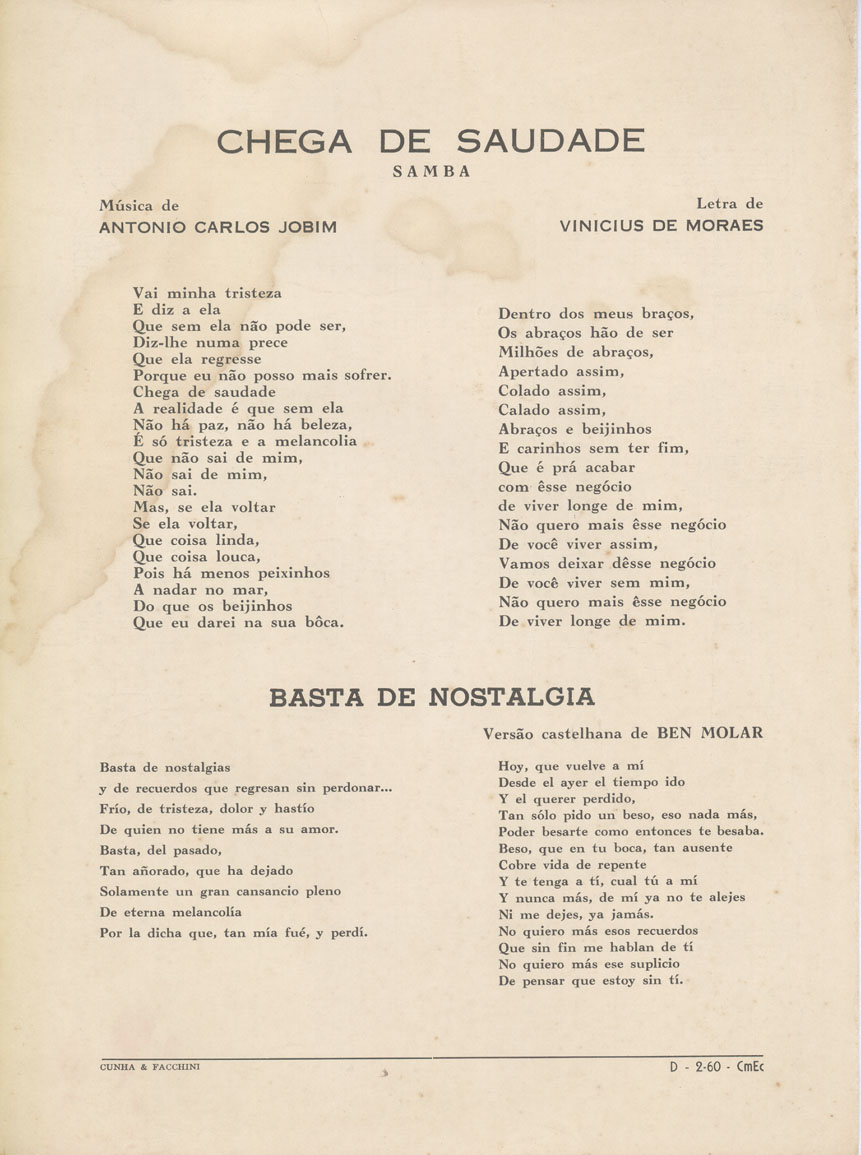 CHEGA DE SAUDADE
SAMBA
Música de
ANTONIO CARLOS JOBIM
Letra de
VINICIUS DE MORAES
Vai minha tristeza
E diz a ela
Que sem ela não pode ser,
Diz-lhe numa prece
Que ela regresse
Porque eu não posso mais sofrer.
Chega de saudade
A realidade é que sem ela
Não há paz, não há beleza,
É só tristeza e a melancolia
Que não sai de mim,
Não sai de mim,
Não sai.
Mas, se ela voltar
Se ela voltar,
Que coisa linda,
Que coisa louca,
Pois há menos peixinhos
A nadar no mar,
Do que os beijinhos
Que eu darei na sua bôca.
Dentro dos meus braços,
Os abraços hão de ser
Milhões de abraços,
Apertado assim,
Colado assim,
Calado assim,
Abraços e beijinhos
E carinhos sem ter fim,
Que é prá acabar
com êsse negócio
de viver longe de mim,
Não quero mais êsse negócio
De você viver assim,
Vamos deixar dêsse negócio
De você viver sem mim,
Não quero mais êsse negócio
De viver longe de mim.
BASTA DE NOSTALGIA
Versão castelhana de BEN MOLAR
Basta de nostalgias
y de recuerdos que regresan sin perdonar...
Frío, de tristeza, dolor y hastío
De quien no tiene más a su amor.
Basta, del pasado,
Tan añorado, que ha dejado
Solamente un gran cansancio pleno
De eterna melancolía
Por la dicha que, tan mía fué, y perdí.
Hoy, que vuelve a mí
Desde el ayer el tiempo ido
Y el querer perdido,
Tan sólo pido un beso, eso nada más,
Poder besarte como entonces te besaba.
Beso, que en tu boca, tan ausente
Cobre vida de repente
Y te tenga a tí, cual tú a mí
Y nunca más, de mí ya no te alejes
Ni me dejes, ya jamás.
No quiero más esos recuerdos
Que sin fin me hablan de tí
No quiero más ese suplicio
De pensar que estoy sin tí.
CUNHA & FACCHINI
D - 2-60 - CmEc